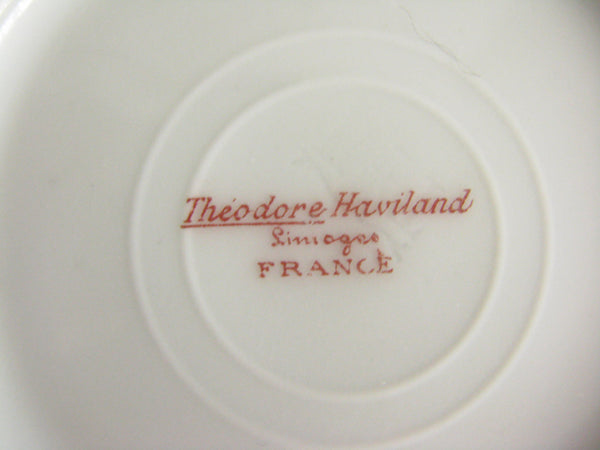 Théodore Haviland
Limoges
FRANCE